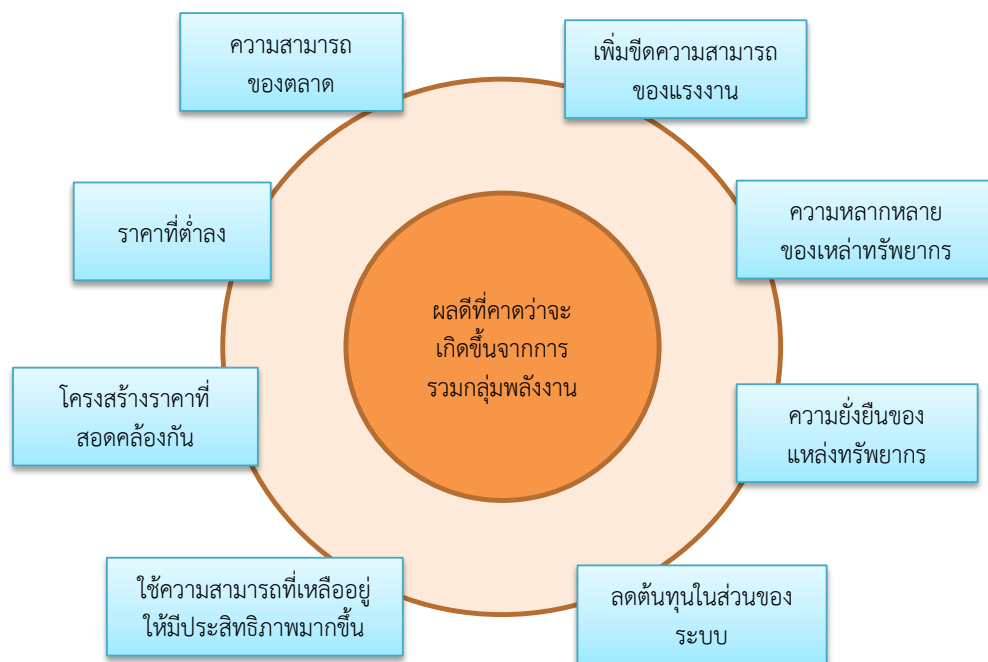 ความสามารถ
ของตลาด
เพิ่มขีดความสามารถ
ของแรงงาน
ราคาที่ต่ำลง
ความหลากหลาย
ของเหล่าทรัพยากร
ผลดีที่คาดว่าจะ
เกิดขึ้นจากการ
รวมกลุ่มพลังงาน
โครงสร้างราคาที่
สอดคล้องกัน
ความยั่งยืนของ
แหล่งทรัพยากร
ใช้ความสามารถที่เหลืออยู่
ให้มีประสิทธิภาพมากขึ้น
ลดต้นทุนในส่วนของ
ระบบ